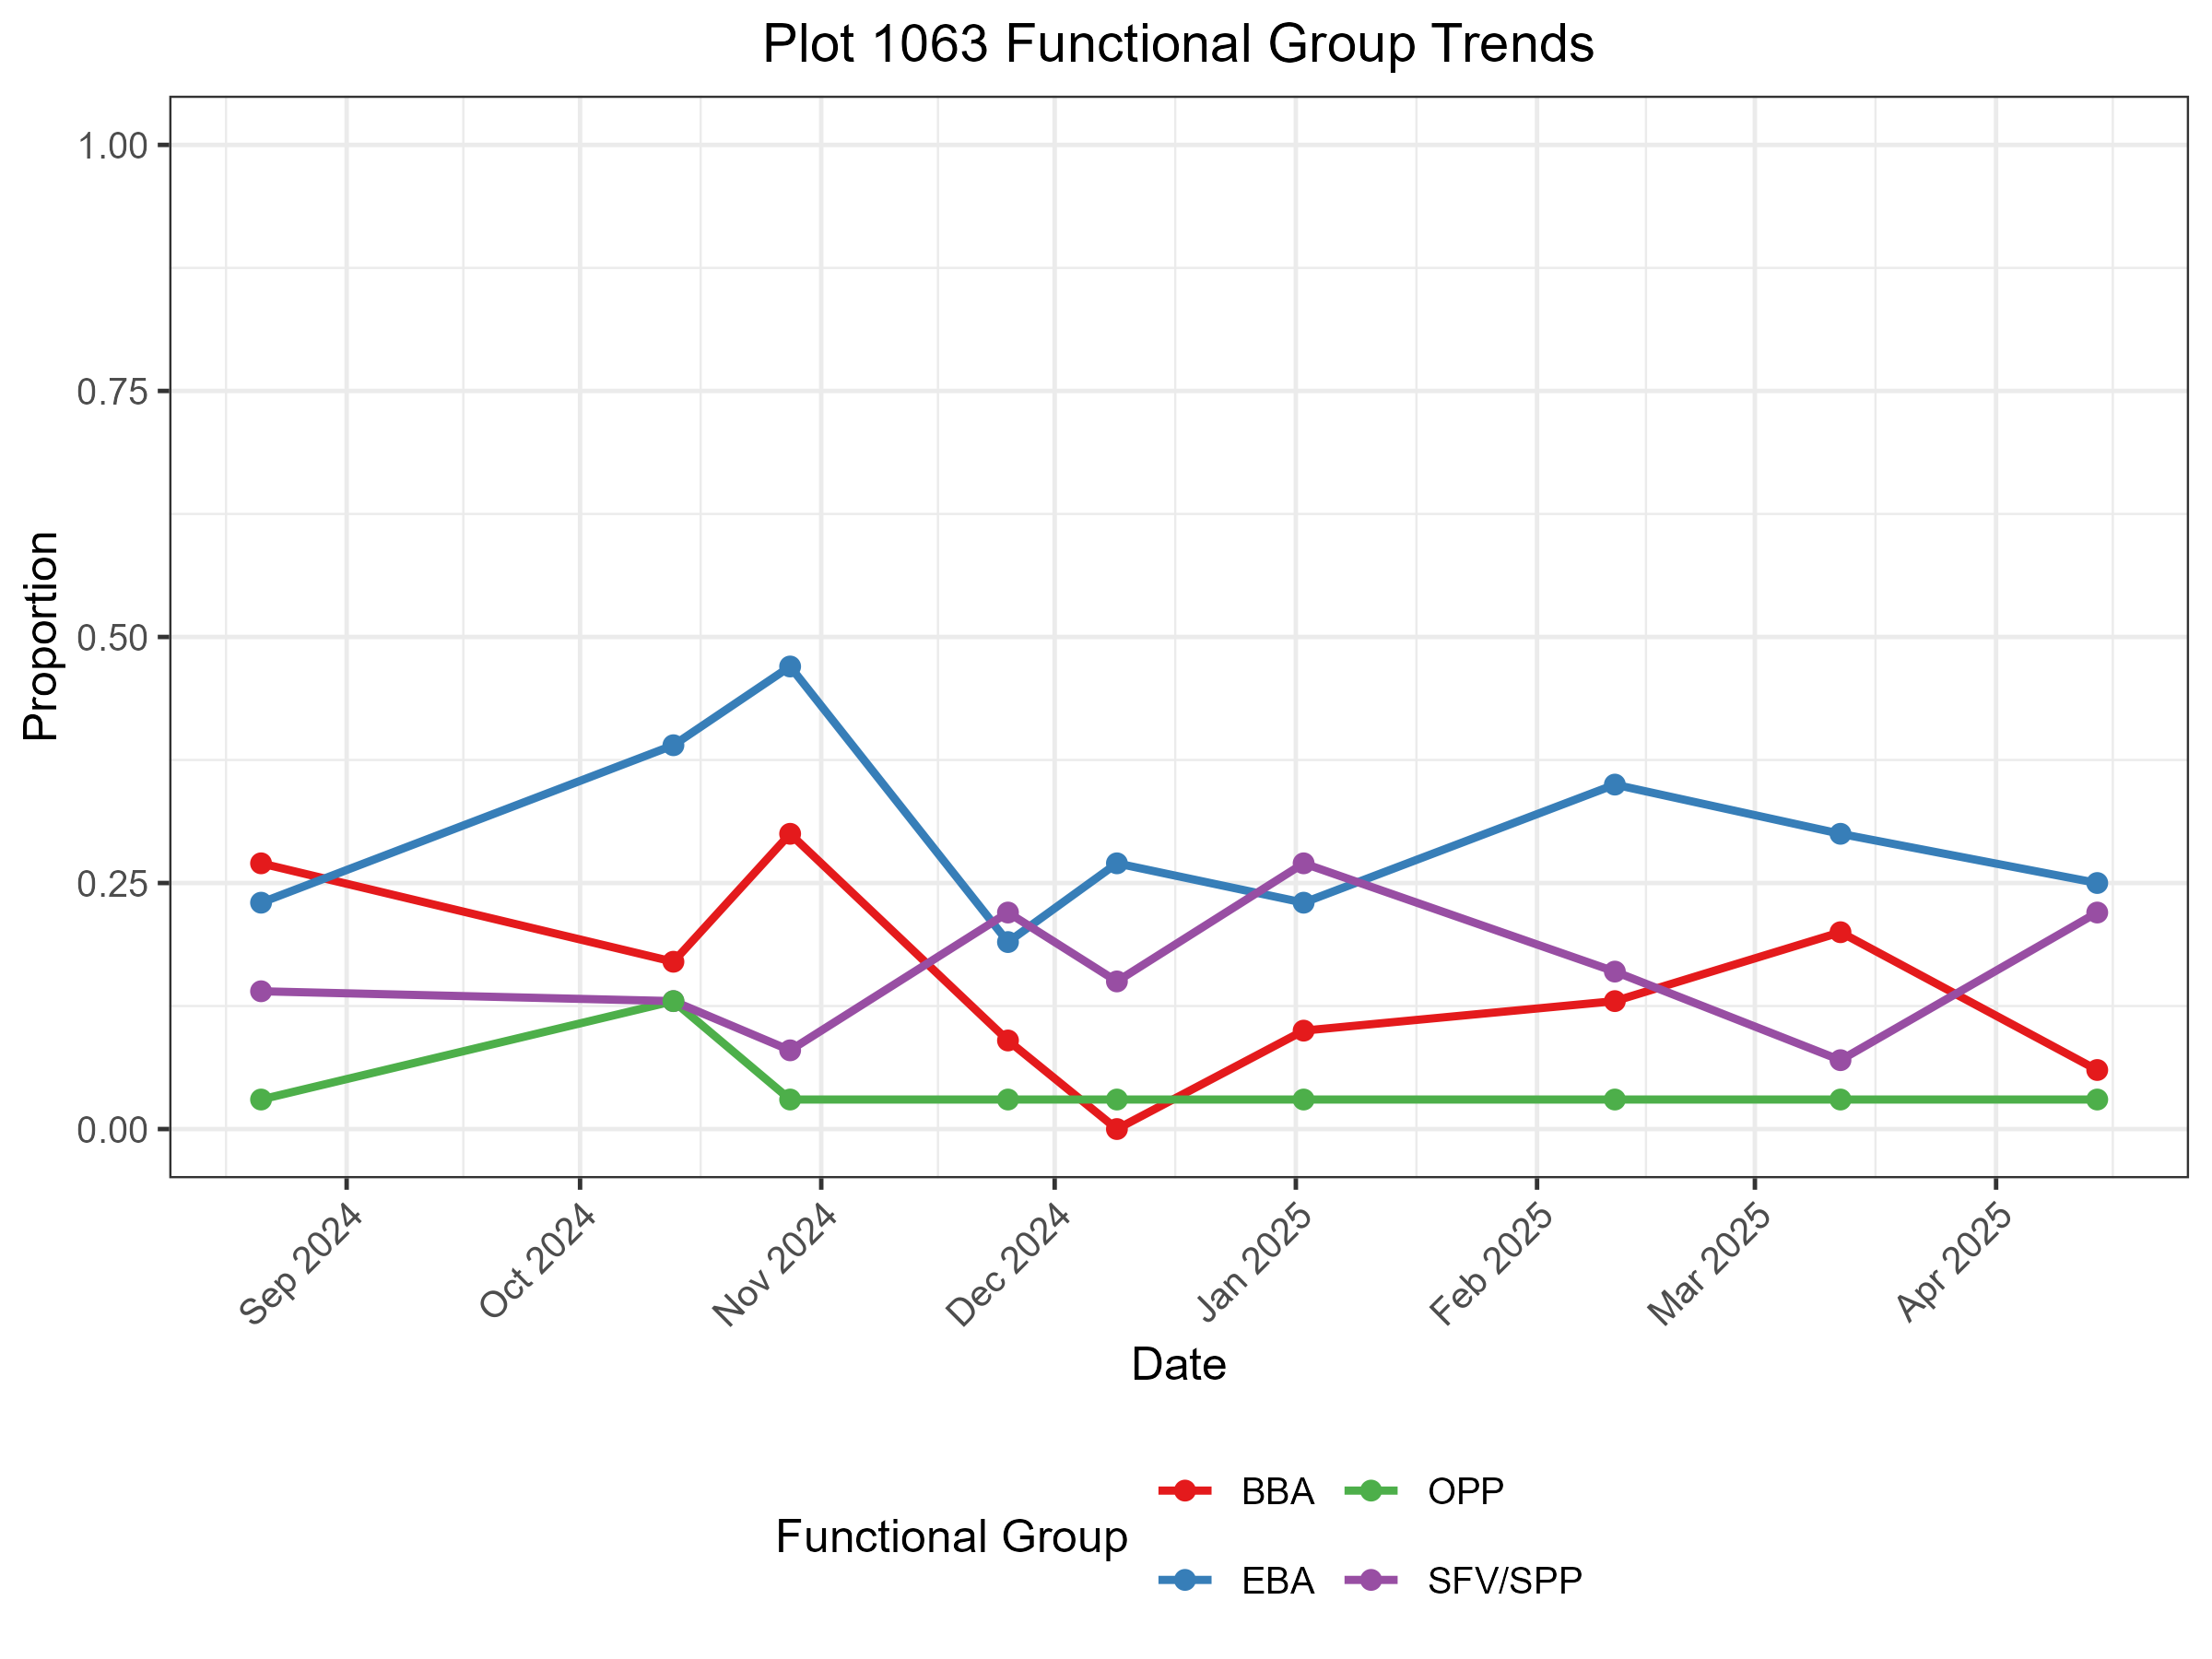 Plot 1063 Functional Group Trends
1.00
0.75
0.50
0.25
0.00
Proportion
Sep 2024
Oct 2024
Nov 2024
Dec 2024
Jan 2025
Feb 2025
Mar 2025
Apr 2025
Date
Functional Group
BBA
OPP
EBA
SFV/SPP